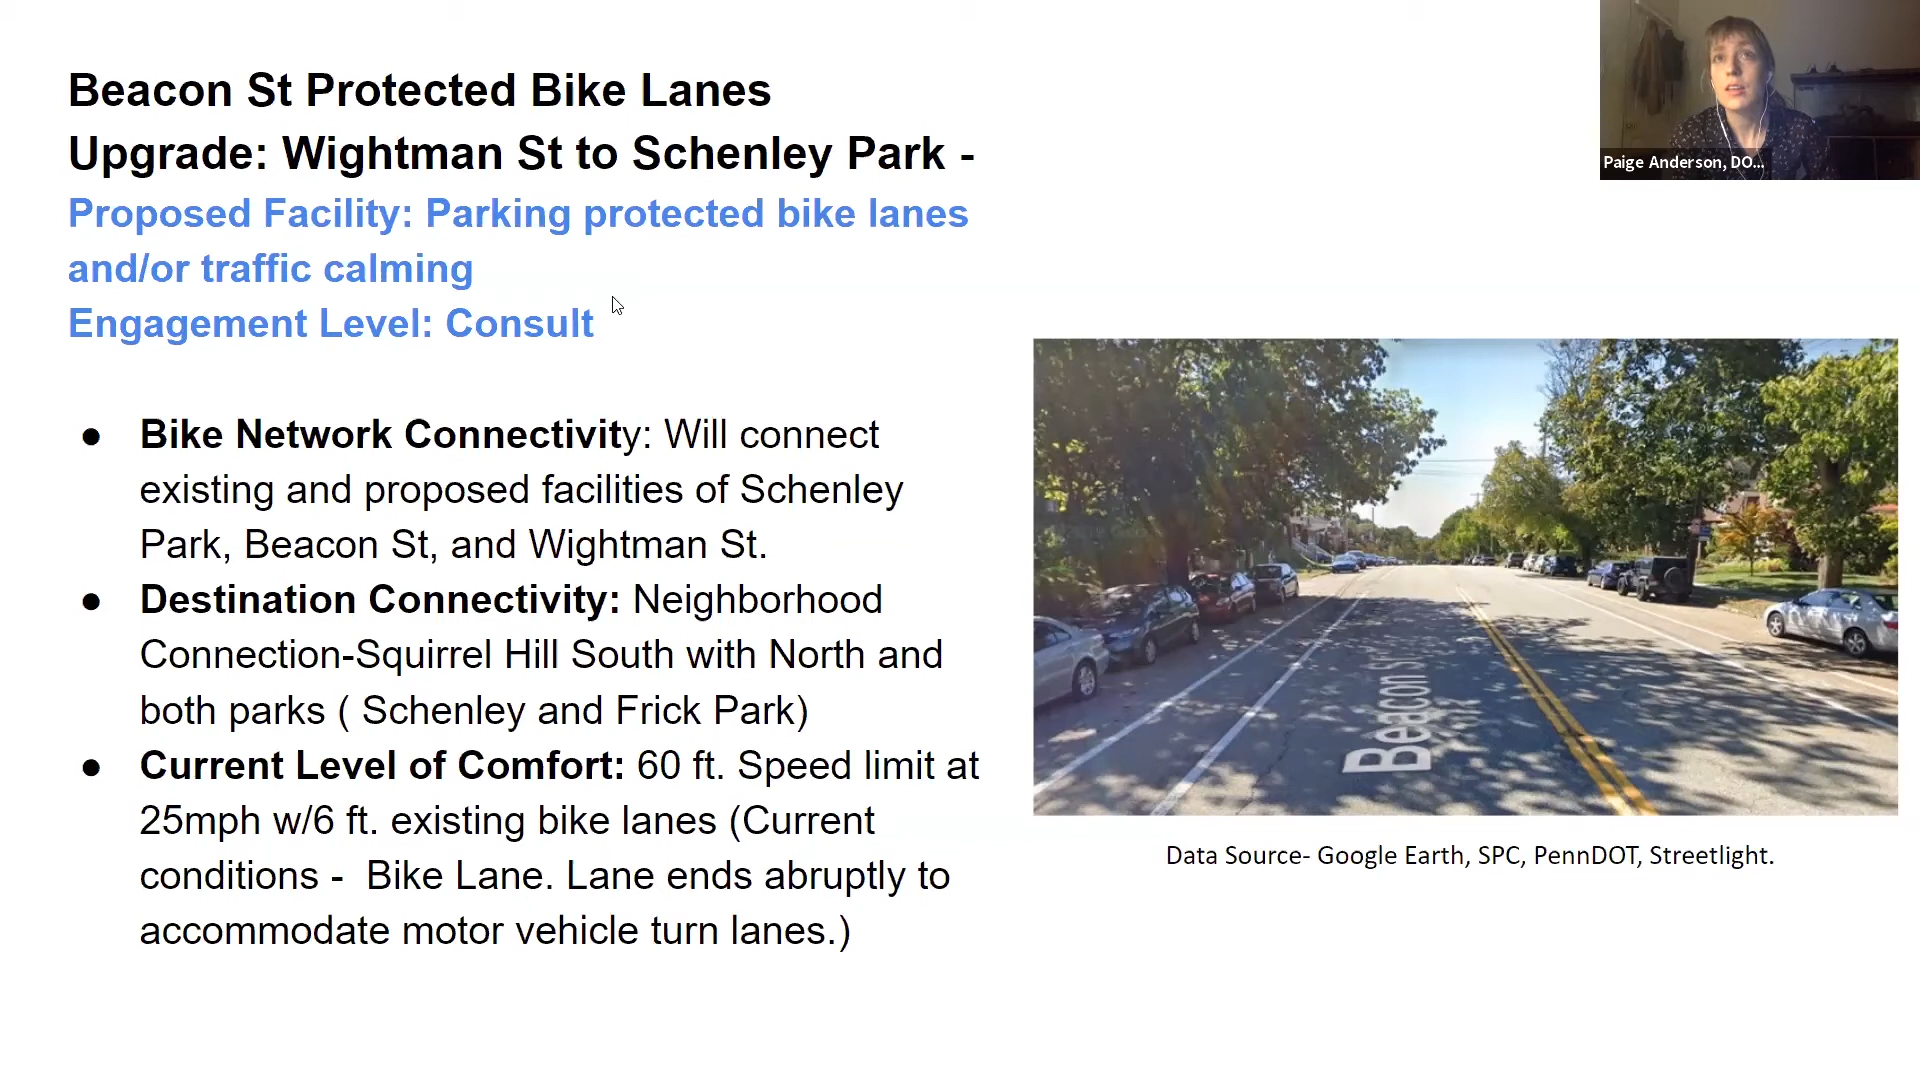 Beacon St Protected Bike Lanes
Upgrade: Wightman St to Schenley Park -
Proposed Facility: Parking protected bike lanes
and/or traffic calming
Engagement Level: Consult
● Bike Network Connectivity: Will connect
existing and proposed facilities of Schenley
Park, Beacon St, and Wightman St.
● Destination Connectivity: Neighborhood
Connection-Squirrel Hill South with North and
both parks ( Schenley and Frick Park)
● Current Level of Comfort: 60 ft. Speed limit at
25mph w/6 ft. existing bike lanes (Current
conditions - Bike Lane. Lane ends abruptly to
accommodate motor vehicle turn lanes.)
Paige Anderson, DO...
Beacon St
Data Source- Google Earth, SPC, PennDOT, Streetlight.